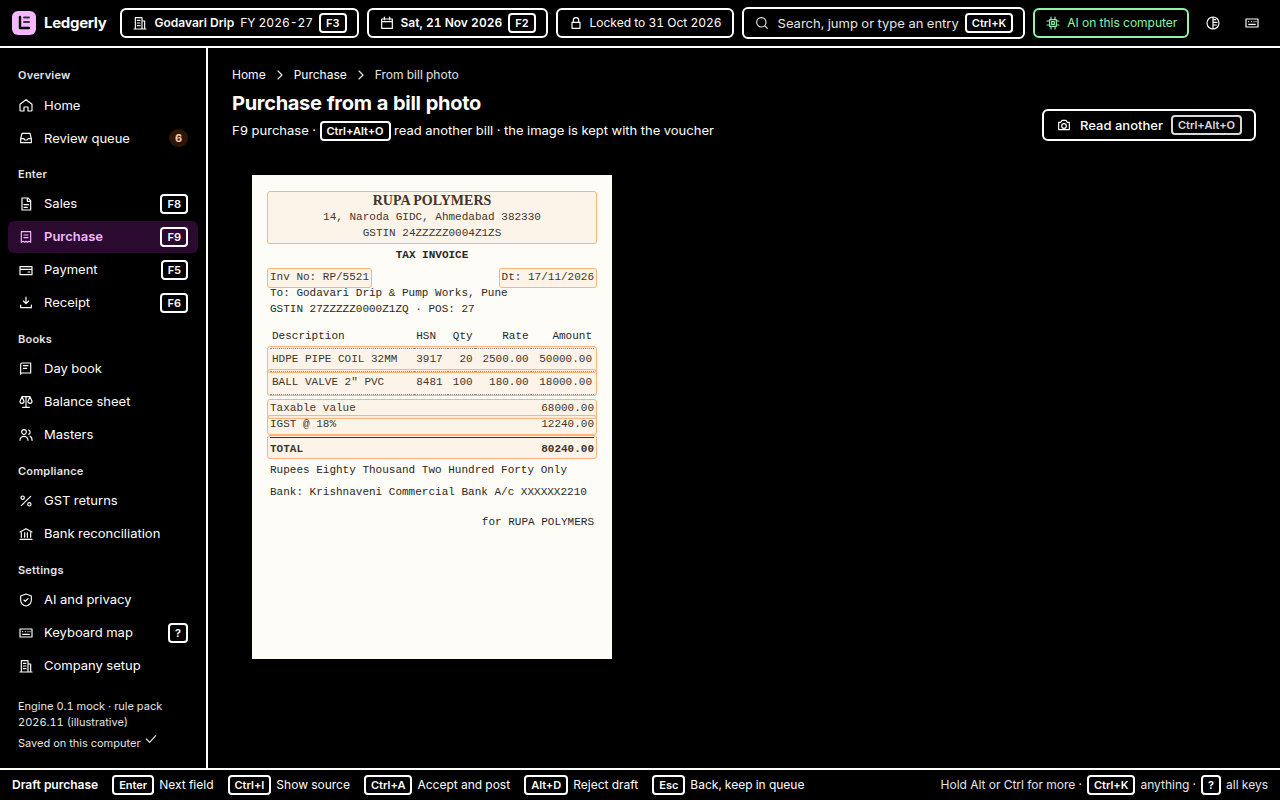 Ledgerly
Godavari Drip FY 2026-27 F3
Sat, 21 Nov 2026 F2
Locked to 31 Oct 2026
Search, jump or type an entry Ctrl+K
AI on this computer
Overview
Home
Review queue 6
Enter
Sales F8
Purchase F9
Payment F5
Receipt F6
Books
Day book
Balance sheet
Masters
Compliance
GST returns
Bank reconciliation
Settings
AI and privacy
Keyboard map ?
Company setup
Engine 0.1 mock · rule pack
2026.11 (illustrative)
Saved on this computer
Home > Purchase > From bill photo
Purchase from a bill photo
F9 purchase · Ctrl+Alt+O read another bill · the image is kept with the voucher
Read another Ctrl+Alt+O
RUPA POLYMERS
14, Naroda GIDC, Ahmedabad 382330
GSTIN 24ZZZZZ0004Z1ZS
TAX INVOICE
Inv No: RP/5521 Dt: 17/11/2026
To: Godavari Drip & Pump Works, Pune
GSTIN 27ZZZZZ0000Z1ZQ · POS: 27
Description HSN Qty Rate Amount
HDPE PIPE COIL 32MM 3917 20 2500.00 50000.00
BALL VALVE 2" PVC 8481 100 180.00 18000.00
Taxable value 68000.00
IGST @ 18% 12240.00
TOTAL 80240.00
Rupees Eighty Thousand Two Hundred Forty Only
Bank: Krishnaveni Commercial Bank A/c XXXXXX2210
for RUPA POLYMERS
Draft purchase Enter Next field Ctrl+I Show source Ctrl+A Accept and post Alt+D Reject draft Esc Back, keep in queue
Hold Alt or Ctrl for more · Ctrl+K anything · ? all keys